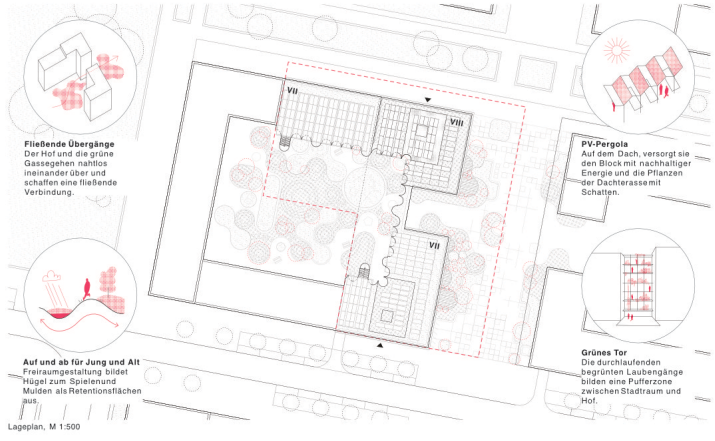 VII
VIII
VII
Fließende Übergänge
Der Hof und die grüne
Gassegehen nahtlos
ineinander über und
schaffen eine fließende
Verbindung.
PV-Pergola
Auf dem Dach, versorgt sie
den Block mit nachhaltiger
Energie und die Pflanzen
der Dachterassemit
Schatten.
Auf und ab für Jung und Alt
Freiraumgestaltung bildet
Hügel zum Spielenund
Mulden als Retentionsflächen
aus.
Grünes Tor
Die durchlaufenden
begrünten Laubengänge
bilden eine Pufferzone
zwischen Stadtraum und
Hof.
Lageplan, M 1:500